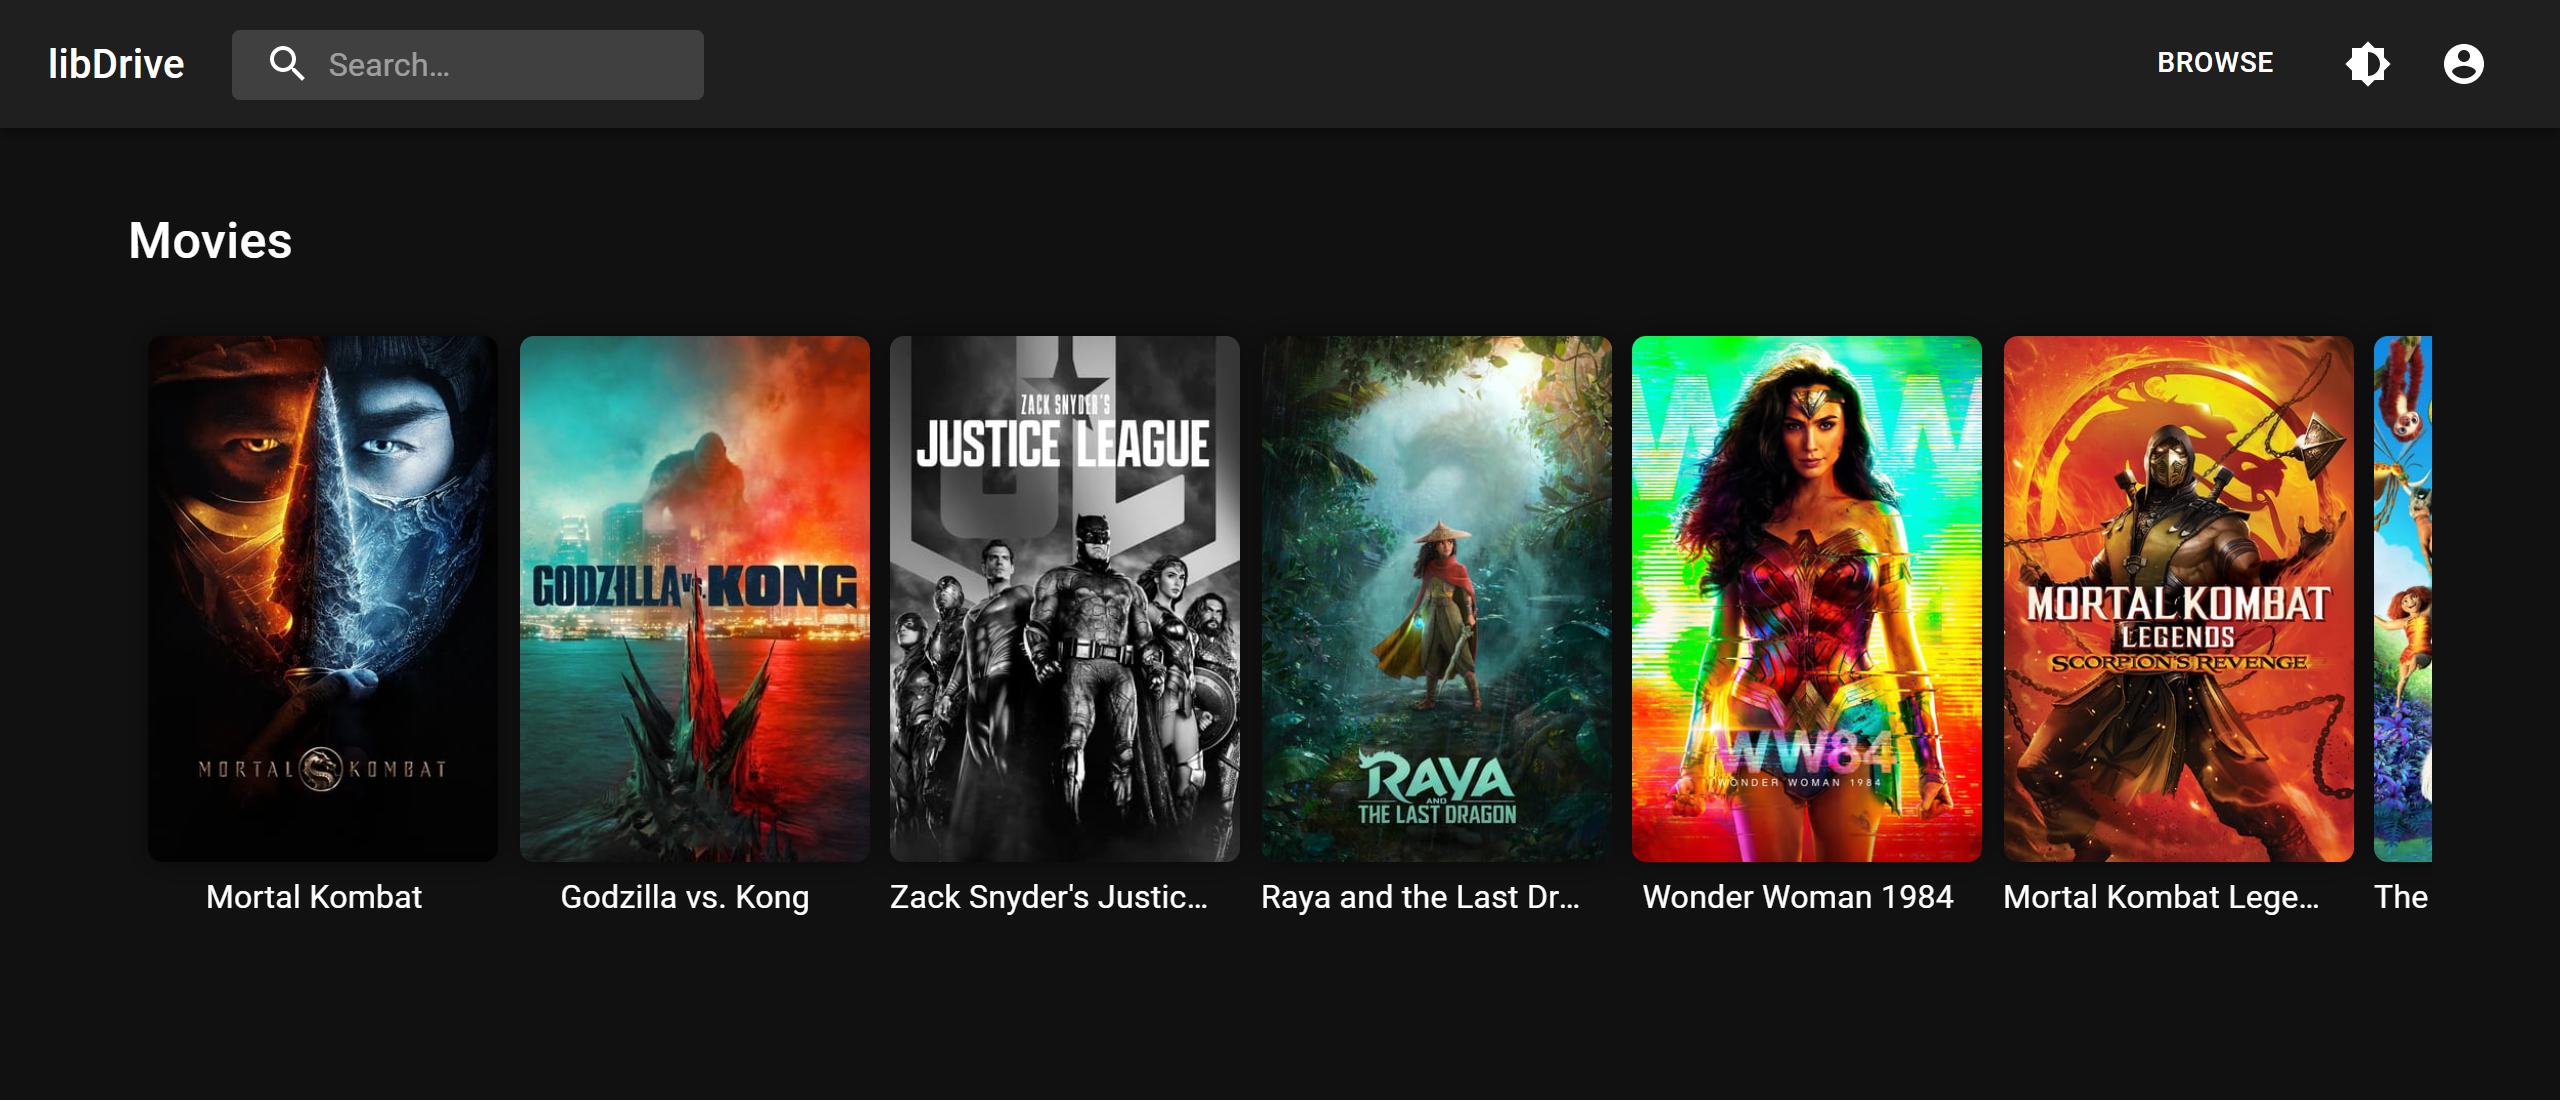 libDrive
Search...
BROWSE
Movies
MORTAL KOMBAT
GODZILLA vs. KONG
ZACK SNYDER'S
JUSTICE LEAGUE
RAYA
AND
THE LAST DRAGON
WW84
WONDER WOMAN 1984
MORTAL KOMBAT
LEGENDS
SCORPION'S REVENGE
Mortal Kombat
Godzilla vs. Kong
Zack Snyder's Justic...
Raya and the Last Dr...
Wonder Woman 1984
Mortal Kombat Lege...
The